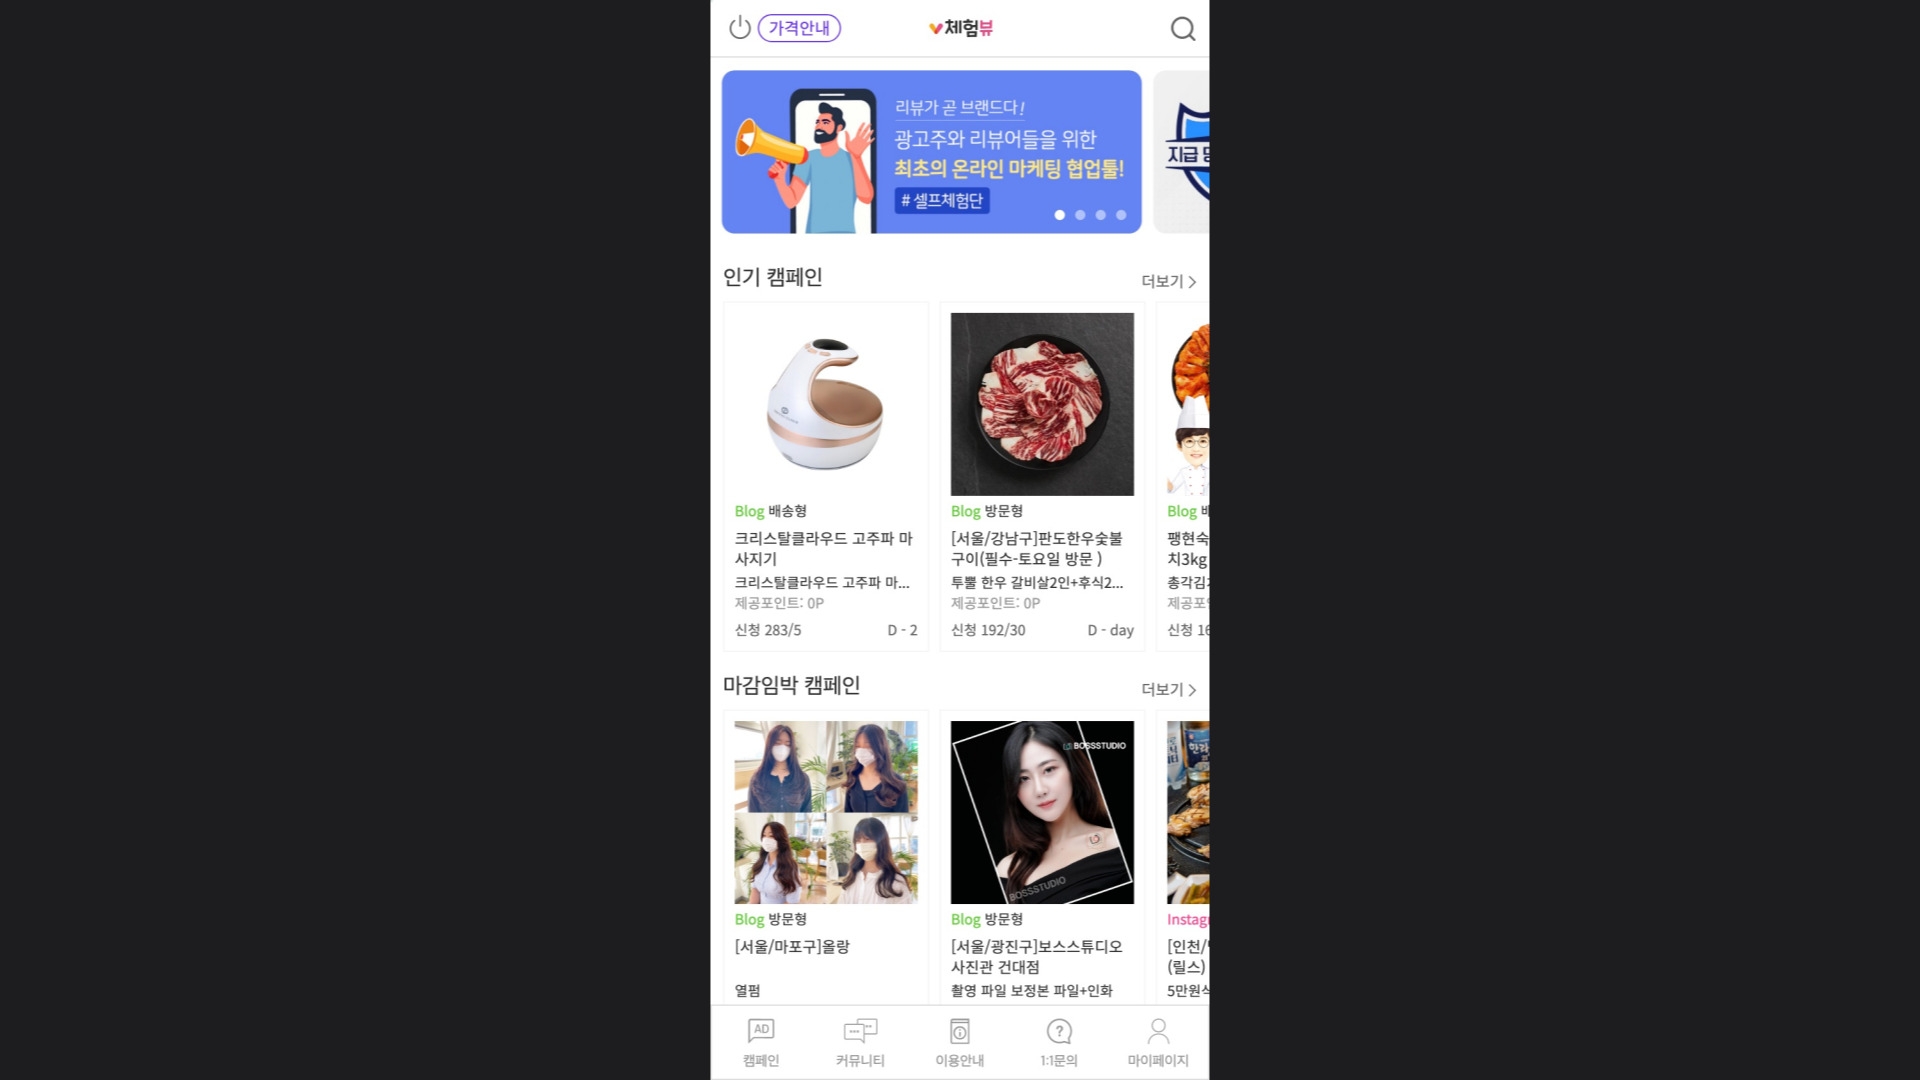 가격안내
체험뷰
리뷰가 곧 브랜드다!
광고주와 리뷰어들을 위한
최초의 온라인 마케팅 협업툴!
# 셀프체험단
지급
인기 캠페인
더보기
Blog 배송형
크리스탈클라우드 고주파 마
사지기
크리스탈클라우드 고주파 마...
제공포인트: 0P
신청 283/5
D - 2
Blog 방문형
[서울/강남구]판도한우숯불
구이(필수-토요일 방문 )
투뿔 한우 갈비살2인+후식2...
제공포인트: 0P
신청 192/30
D - day
Blog
팽현숙
치3kg
총각김
제공포
신청 16
마감임박 캠페인
더보기
BOSSSTUDIO
BOSSSTUDIO
Blog 방문형
[서울/마포구]올랑
열펌
Blog 방문형
[서울/광진구]보스스튜디오
사진관 건대점
촬영 파일 보정본 파일+인화
Instag
[인천/
(릴스)
5만원
AD
캠페인
커뮤니티
이용안내
?
1:1문의
마이페이지